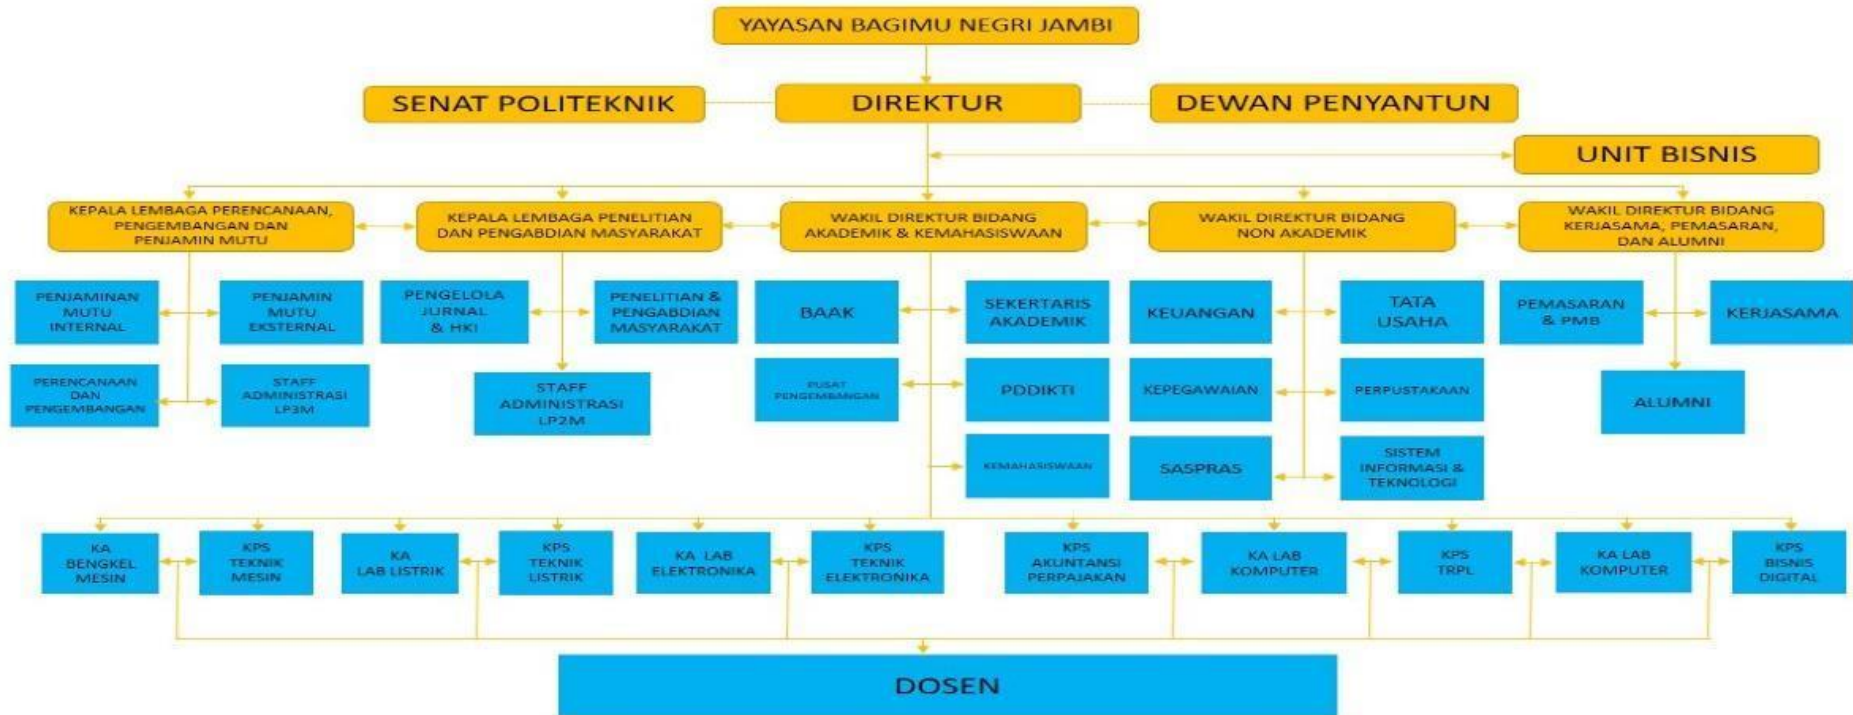 YAYASAN BAGIMU NEGRI JAMBI
SENAT POLITEKNIK
DIREKTUR
DEWAN PENYANTUN
UNIT BISNIS
KEPALA LEMBAGA PERENCANAAN,
PENGEMBANGAN DAN
PENJAMIN MUTU
KEPALA LEMBAGA PENELITIAN
DAN PENGABDIAN MASYARAKAT
WAKIL DIREKTUR BIDANG
AKADEMIK & KEMAHASISWAAN
WAKIL DIREKTUR BIDANG
NON AKADEMIK
WAKIL DIREKTUR BIDANG
KERJASAMA, PEMASARAN,
DAN ALUMNI
PENJAMINAN
MUTU
INTERNAL
PENJAMIN
MUTU
EKSTERNAL
PENGELOLA
JURNAL
& HKI
PENELITIAN &
PENGABDIAN
MASYARAKAT
BAAK
SEKERTARIS
AKADEMIK
KEUANGAN
TATA
USAHA
PEMASARAN
& PMB
KERJASAMA
PERENCANAAN
DAN
PENGEMBANGAN
STAFF
ADMINISTRASI
LP3M
STAFF
ADMINISTRASI
LP2M
PUSAT
PENGEMBANGAN
PDDIKTI
KEPEGAWAIAN
PERPUSTAKAAN
ALUMNI
KEMAHASISWAAN
SASPRAS
SISTEM
INFORMASI &
TEKNOLOGI
KA
BENGKEL
MESIN
KPS
TEKNIK
MESIN
KA
LAB LISTRIK
KPS
TEKNIK
LISTRIK
KA LAB
ELEKTRONIKA
KPS
TEKNIK
ELEKTRONIKA
KPS
AKUNTANSI
PERPAJAKAN
KA LAB
KOMPUTER
KPS
TRPL
KA LAB
KOMPUTER
KPS
BISNIS
DIGITAL
DOSEN